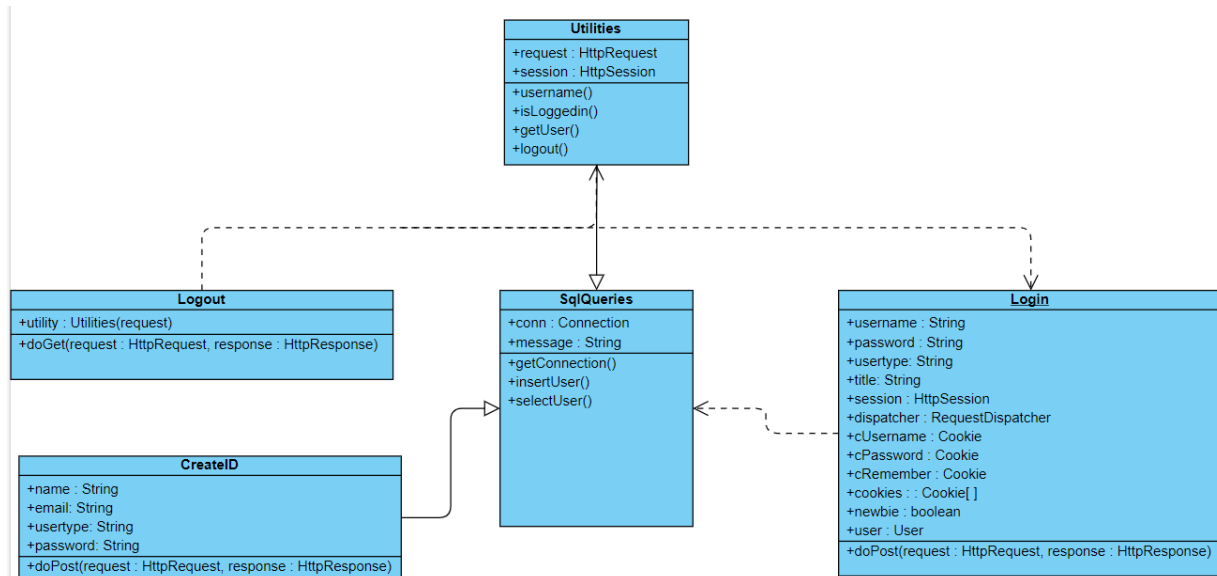 Utilities
+request : HttpRequest
+session : HttpSession
+username()
+isLoggedin()
+getUser()
+logout()
Logout
+utility : Utilities(request)
+doGet(request : HttpRequest, response : HttpResponse)
SqlQueries
+conn : Connection
+message : String
+getConnection()
+insertUser()
+selectUser()
Login
+username : String
+password : String
+usertype: String
+title: String
+session : HttpSession
+dispatcher : RequestDispatcher
+cUsername : Cookie
+cPassword : Cookie
+cRemember : Cookie
+cookies : : Cookie[ ]
+newbie : boolean
+user : User
+doPost(request : HttpRequest, response : HttpResponse)
CreateID
+name : String
+email: String
+usertype: String
+password: String
+doPost(request : HttpRequest, response : HttpResponse)